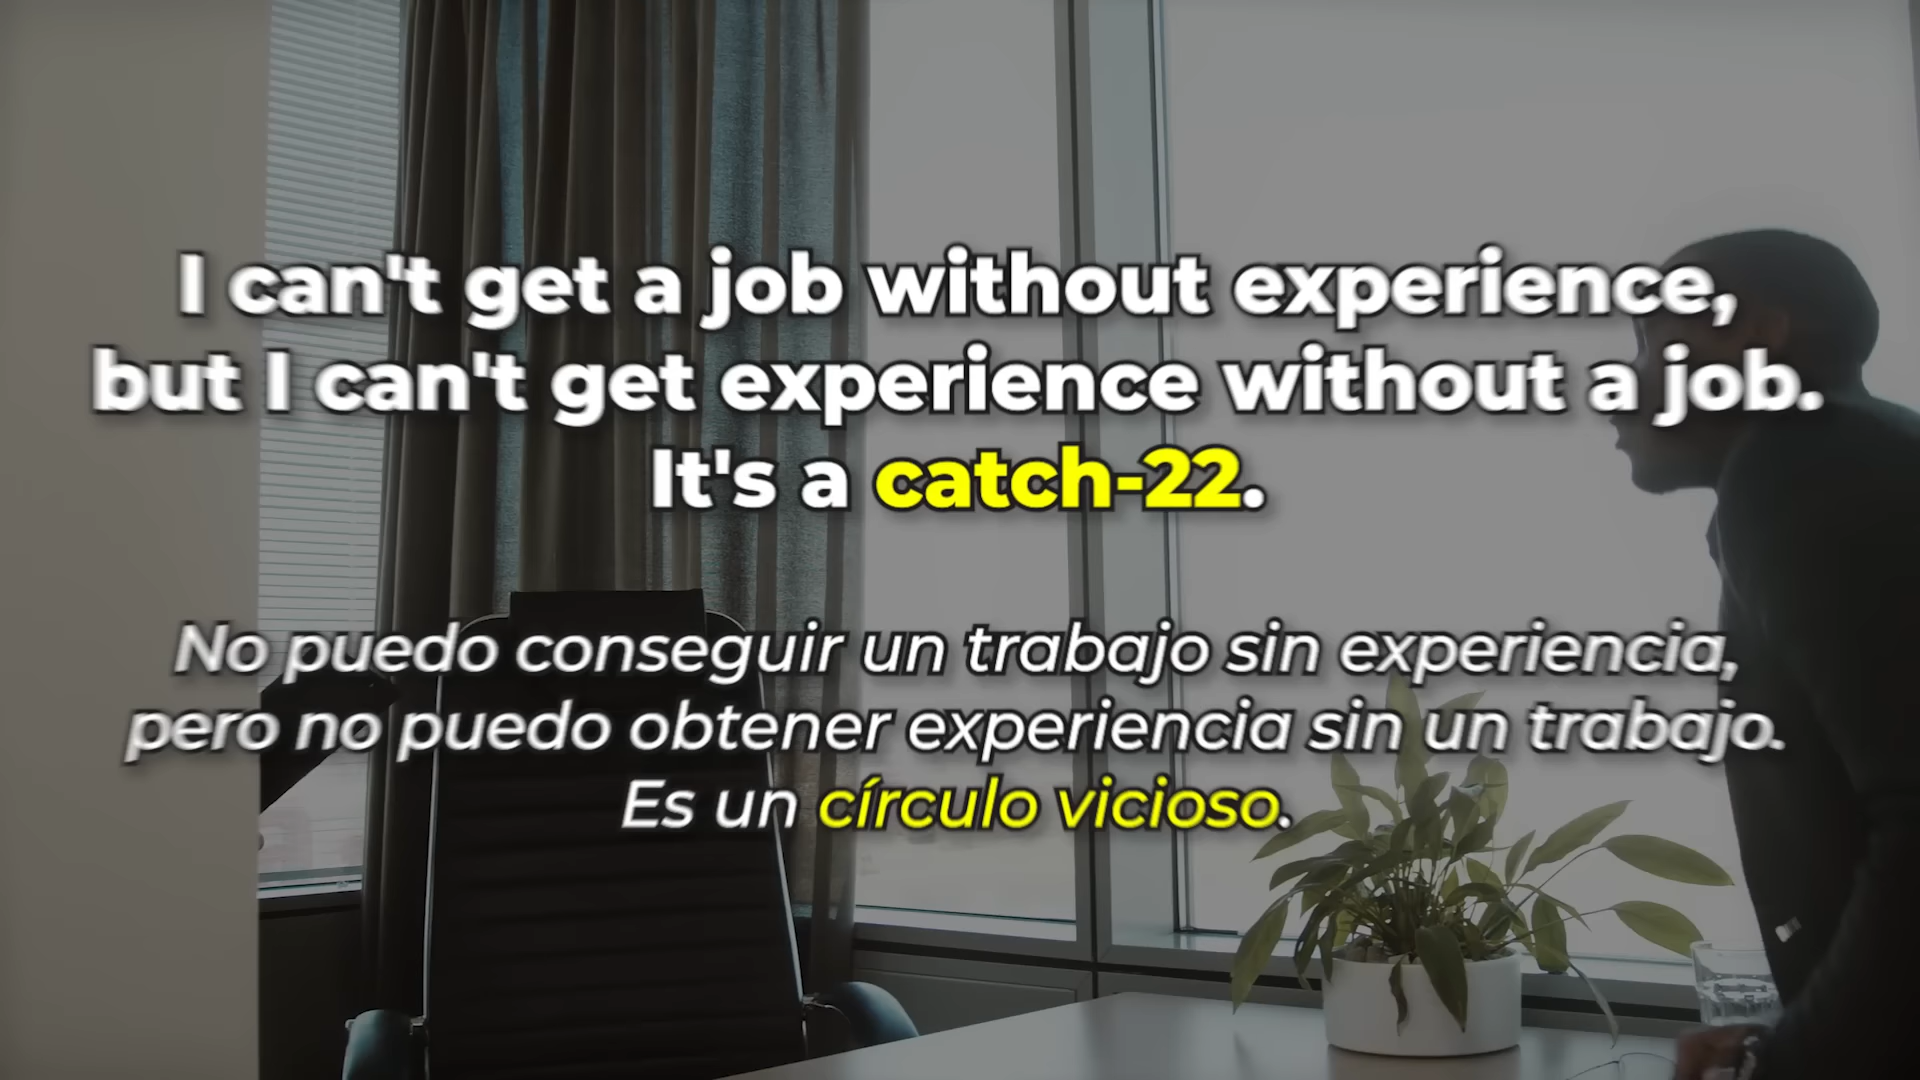 I can't get a job without experience,
but I can't get experience without a job.
It's a catch-22.
No puedo conseguir un trabajo sin experiencia,
pero no puedo obtener experiencia sin un trabajo.
Es un círculo vicioso.